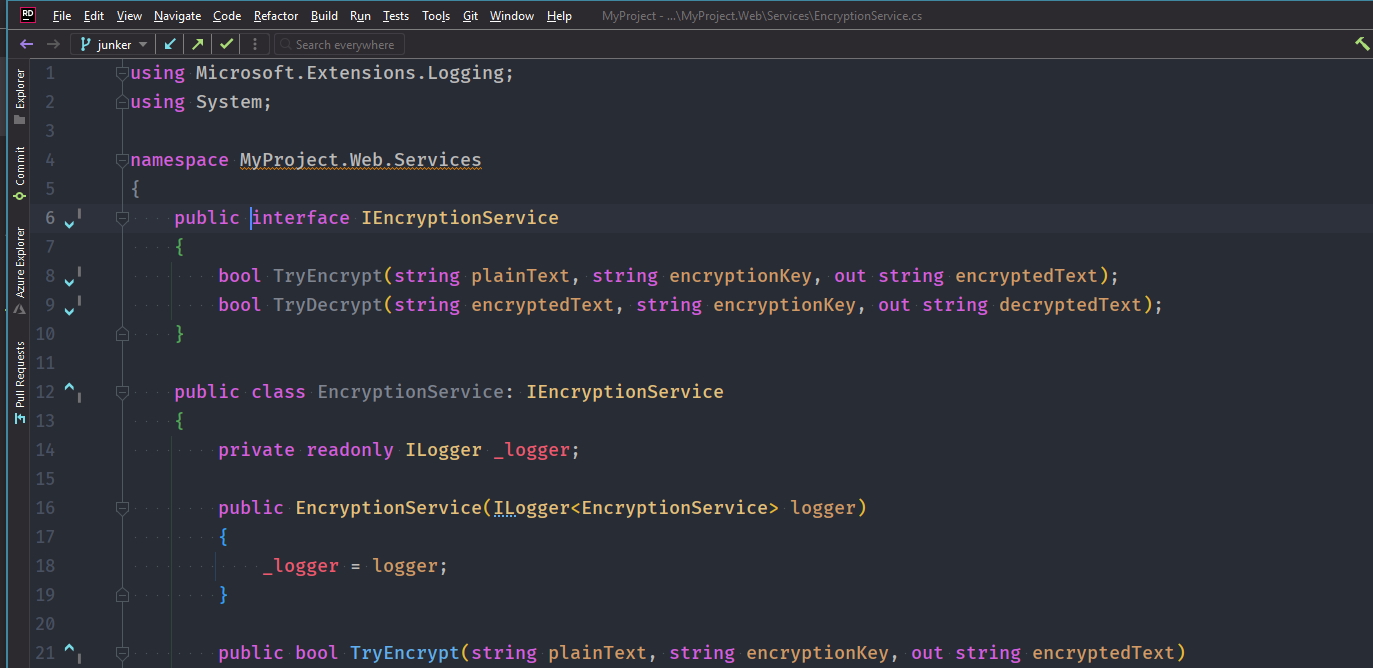 RD File Edit View Navigate Code Refactor Build Run Tests Tools Git Window Help MyProject - ...\MyProject.Web\Services\EncryptionService.cs
junker Search everywhere
Explorer
Commit
Azure Explorer
Pull Requests
1 using Microsoft.Extensions.Logging;
2 using System;
3
4 namespace MyProject.Web.Services
5 {
6 public interface IEncryptionService
7 {
8 bool TryEncrypt(string plainText, string encryptionKey, out string encryptedText);
9 bool TryDecrypt(string encryptedText, string encryptionKey, out string decryptedText);
10 }
11
12 public class EncryptionService: IEncryptionService
13 {
14 private readonly ILogger _logger;
15
16 public EncryptionService(ILogger<EncryptionService> logger)
17 {
18 _logger = logger;
19 }
20
21 public bool TryEncrypt(string plainText, string encryptionKey, out string encryptedText)